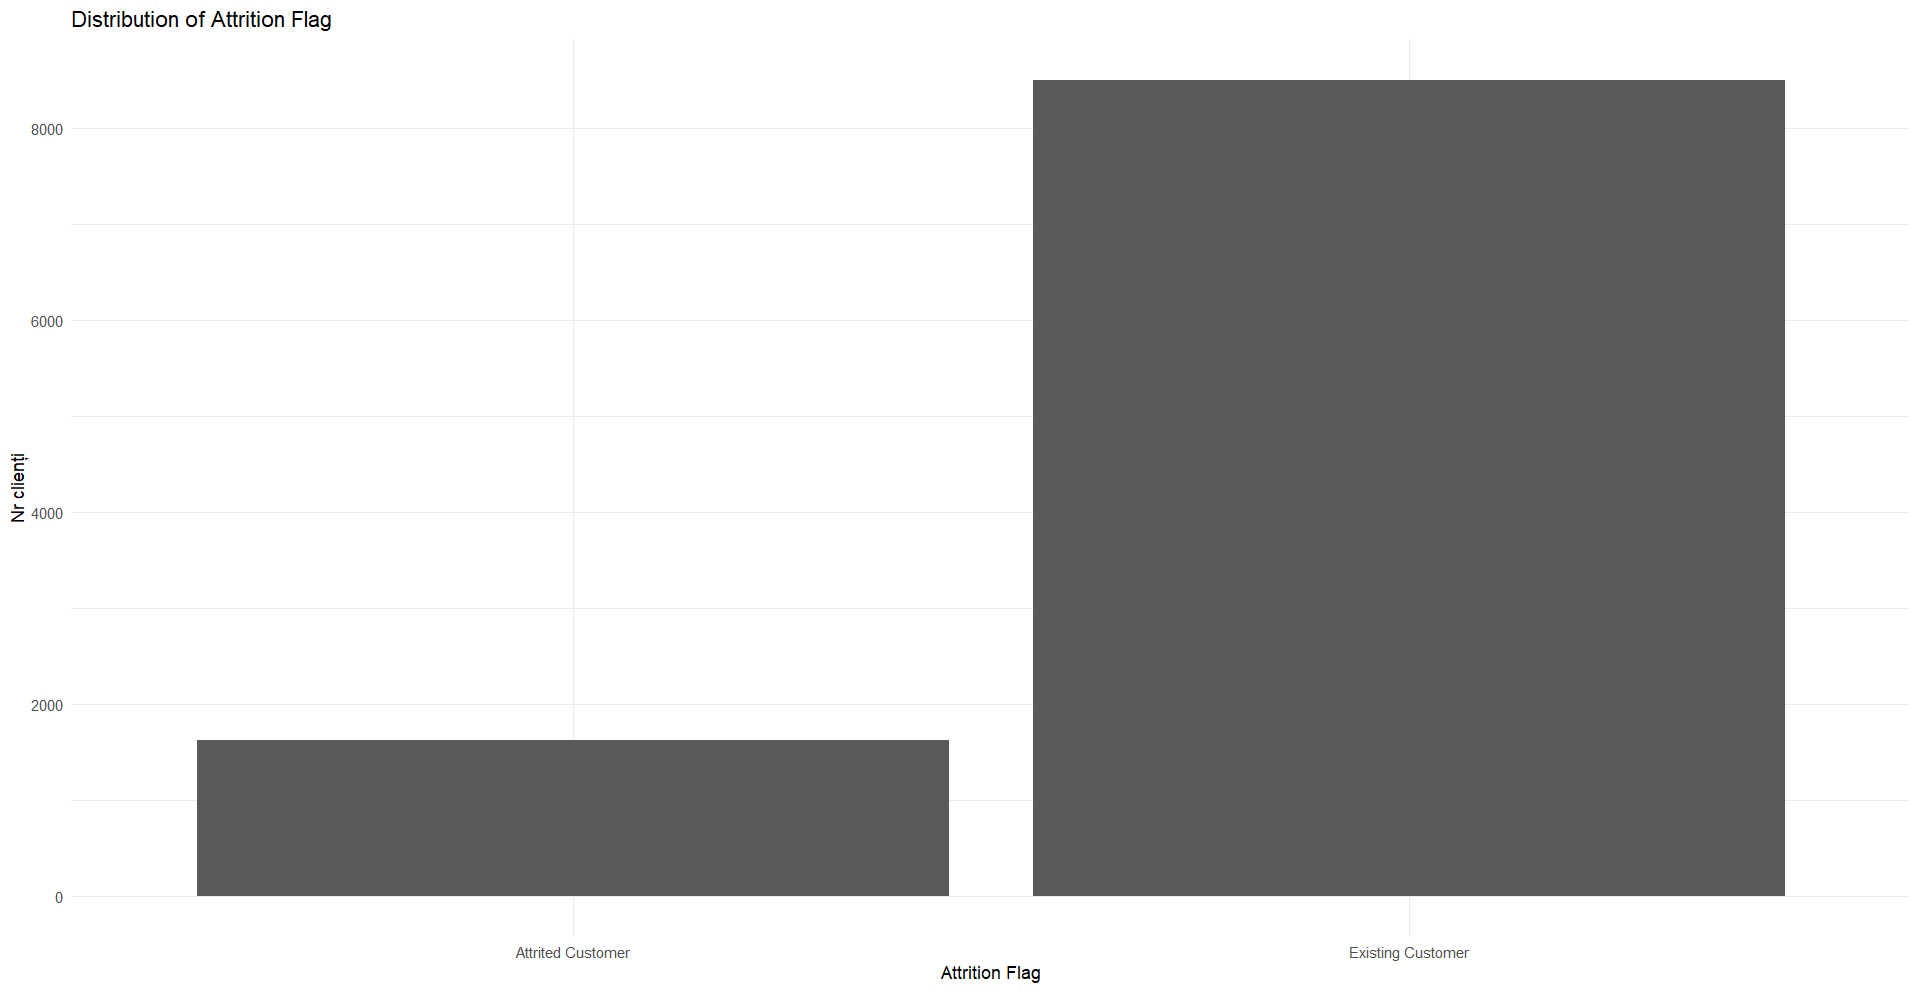 Distribution of Attrition Flag
8000
6000
4000
2000
0
Nr clienți
Attrited Customer
Existing Customer
Attrition Flag